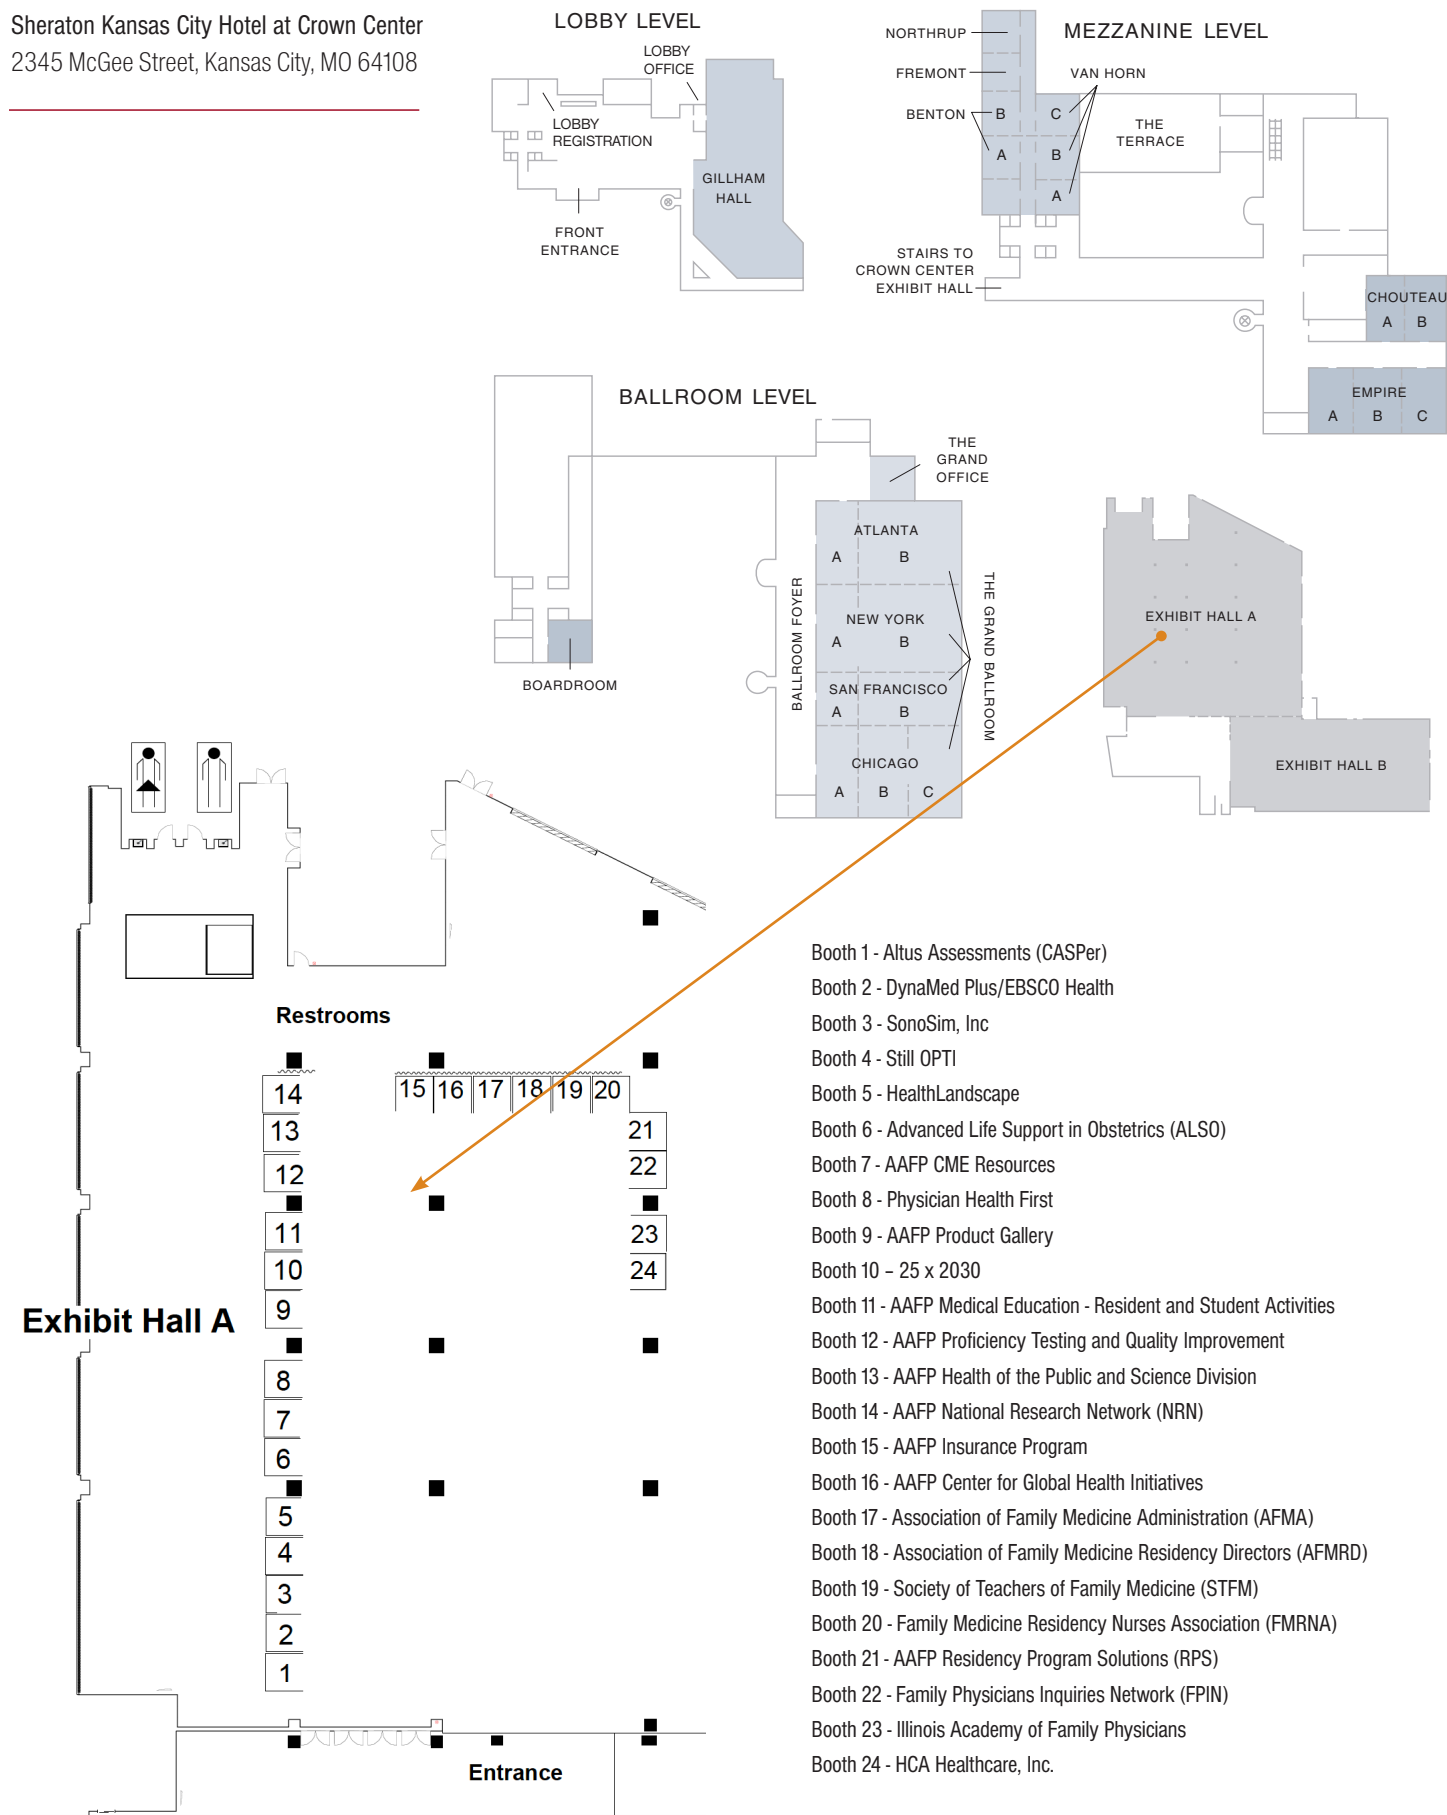 Sheraton Kansas City Hotel at Crown Center
2345 McGee Street, Kansas City, MO 64108
LOBBY LEVEL
LOBBY
OFFICE
LOBBY
REGISTRATION
GILLHAM
HALL
FRONT
ENTRANCE
MEZZANINE LEVEL
NORTHRUP
FREMONT
VAN HORN
BENTON
B
C
THE
TERRACE
A
B
A
STAIRS TO
CROWN CENTER
EXHIBIT HALL
CHOUTEAU
A B
EMPIRE
A B C
BALLROOM LEVEL
THE
GRAND
OFFICE
ATLANTA
A B
NEW YORK
A B
SAN FRANCISCO
A B
CHICAGO
A B C
BALLROOM FOYER
THE GRAND BALLROOM
BOARDROOM
EXHIBIT HALL A
EXHIBIT HALL B
Restrooms
14
15 16 17 18 19 20
13
21
12
22
11
23
10
24
9
Exhibit Hall A
8
7
6
5
4
3
2
1
Entrance
Booth 1 - Altus Assessments (CASPer)
Booth 2 - DynaMed Plus/EBSCO Health
Booth 3 - SonoSim, Inc
Booth 4 - Still OPTI
Booth 5 - HealthLandscape
Booth 6 - Advanced Life Support in Obstetrics (ALSO)
Booth 7 - AAFP CME Resources
Booth 8 - Physician Health First
Booth 9 - AAFP Product Gallery
Booth 10 – 25 x 2030
Booth 11 - AAFP Medical Education - Resident and Student Activities
Booth 12 - AAFP Proficiency Testing and Quality Improvement
Booth 13 - AAFP Health of the Public and Science Division
Booth 14 - AAFP National Research Network (NRN)
Booth 15 - AAFP Insurance Program
Booth 16 - AAFP Center for Global Health Initiatives
Booth 17 - Association of Family Medicine Administration (AFMA)
Booth 18 - Association of Family Medicine Residency Directors (AFMRD)
Booth 19 - Society of Teachers of Family Medicine (STFM)
Booth 20 - Family Medicine Residency Nurses Association (FMRNA)
Booth 21 - AAFP Residency Program Solutions (RPS)
Booth 22 - Family Physicians Inquiries Network (FPIN)
Booth 23 - Illinois Academy of Family Physicians
Booth 24 - HCA Healthcare, Inc.